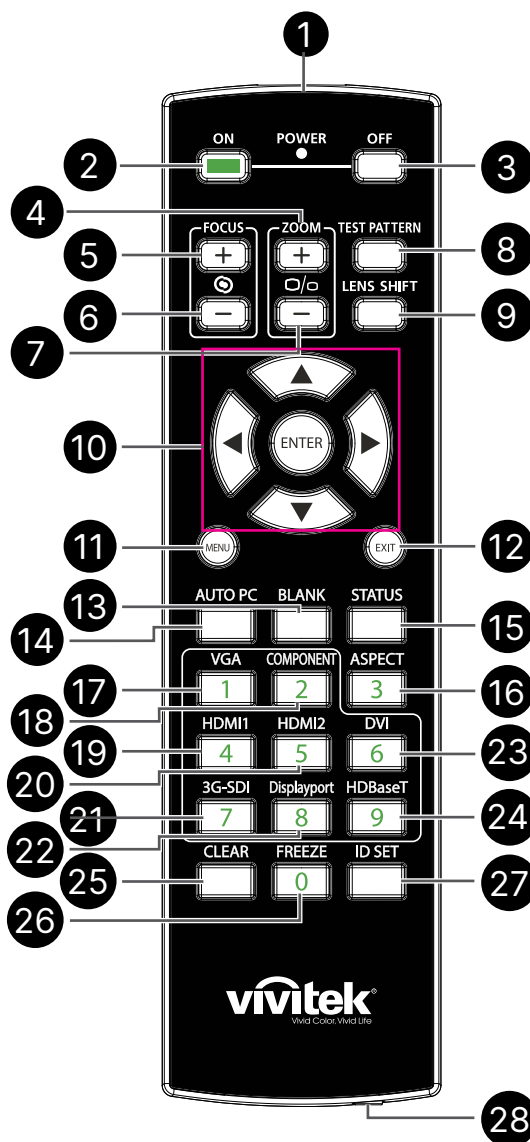 1
ON POWER OFF
2 3
4
FOCUS ZOOM TEST PATTERN
5 + + 8
LENS SHIFT
6 − − 9
7
10 ENTER
11 MENU EXIT 12
13
AUTO PC BLANK STATUS
14 15
VGA COMPONENT ASPECT
17 1 2 3 16
18
HDMI1 HDMI2 DVI
19 4 5 6 23
20
3G-SDI Displayport HDBaseT
21 7 8 9 24
22
CLEAR FREEZE ID SET
25 0 27
26
vivitek®
Vivid Color, Vivid Life
28